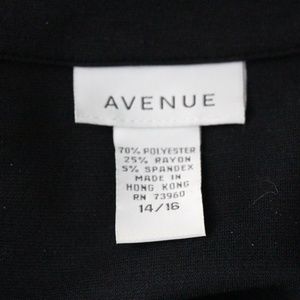 AVENUE
70% POLYESTER
25% RAYON
5% SPANDEX
MADE IN
HONG KONG
RN 73960
14/16